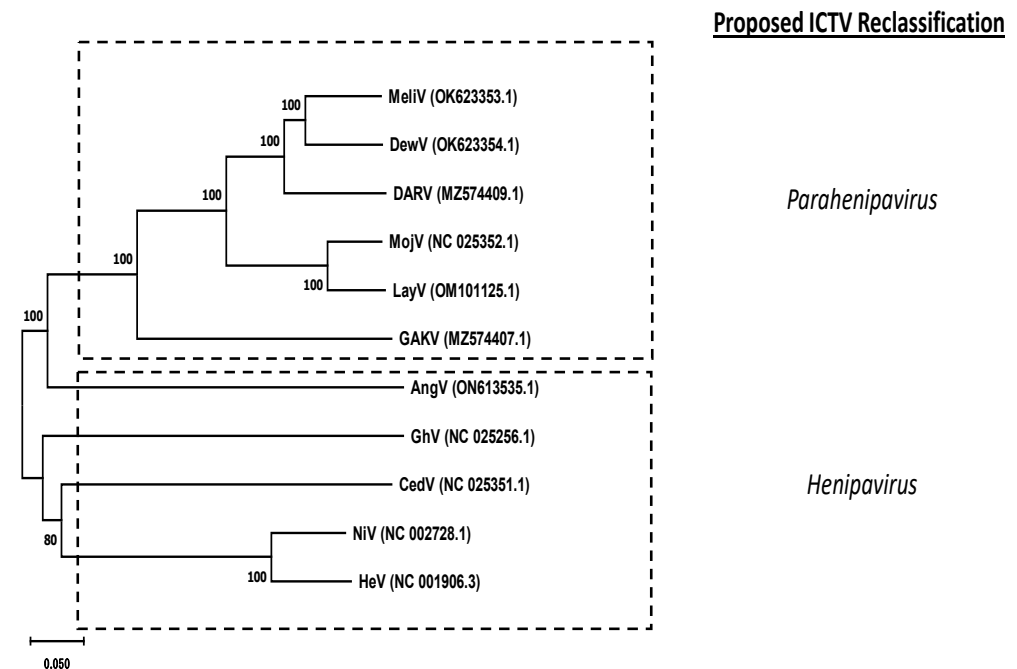 Proposed ICTV Reclassification
100
MeliV (OK623353.1)
100
DewV (OK623354.1)
100
DARV (MZ574409.1)
Parahenipavirus
100
MojV (NC 025352.1)
100
LayV (OM101125.1)
100
GAKV (MZ574407.1)
AngV (ON613535.1)
GhV (NC 025256.1)
CedV (NC 025351.1)
Henipavirus
80
NiV (NC 002728.1)
100
HeV (NC 001906.3)
0.050